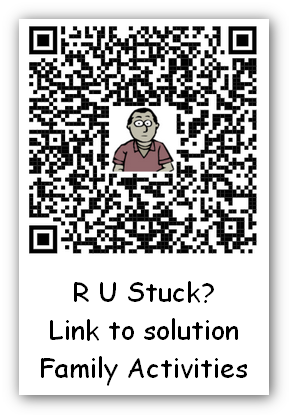 R U Stuck?
Link to solution
Family Activities